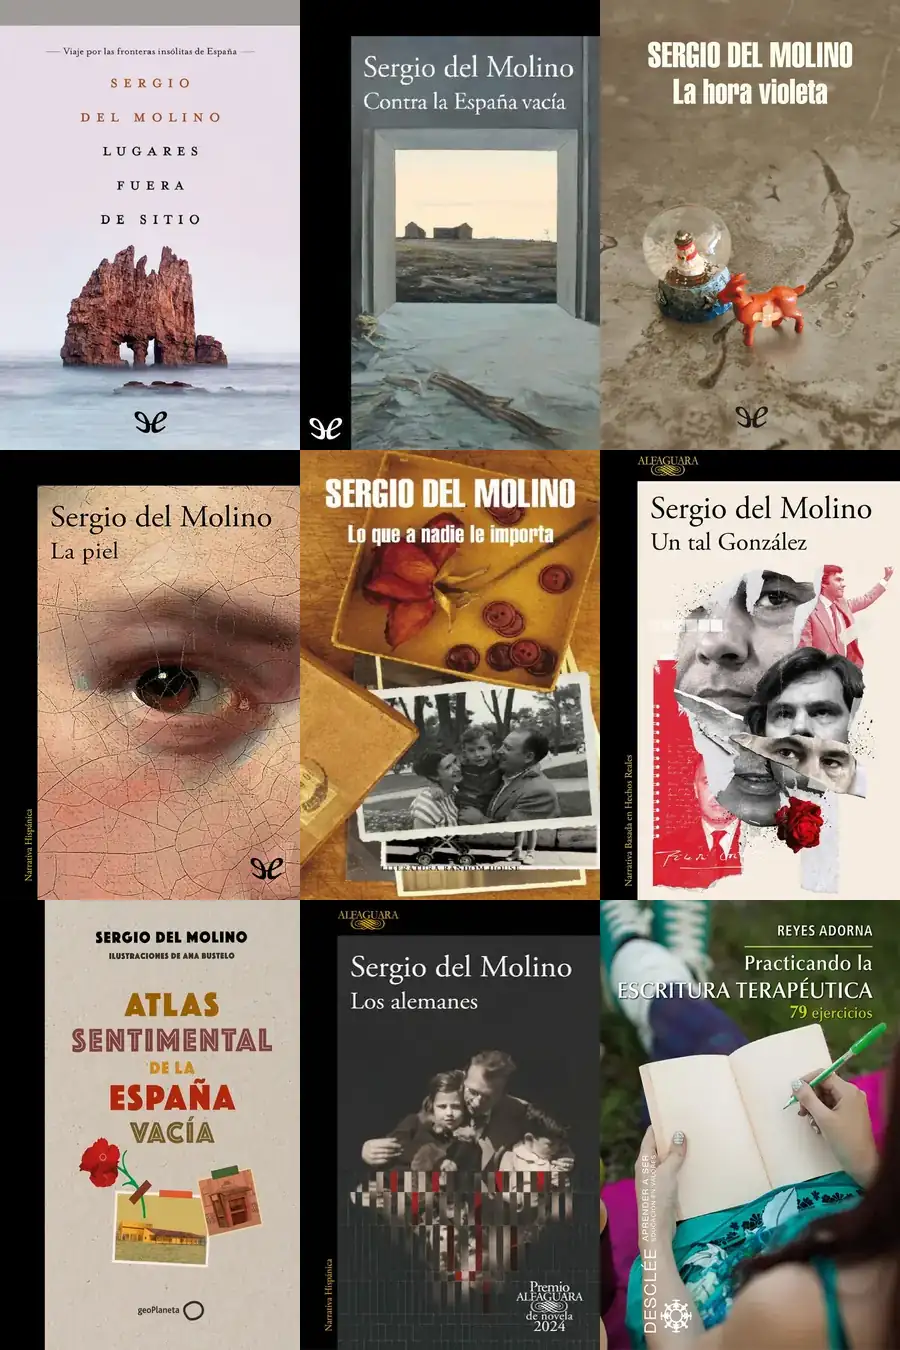 Viaje por las fronteras insólitas de España
SERGIO
DEL MOLINO
LUGARES
FUERA
DE SITIO
Sergio del Molino
Contra la España vacía
SERGIO DEL MOLINO
La hora violeta
Sergio del Molino
La piel
Narrativa Hispánica
SERGIO DEL MOLINO
Lo que a nadie le importa
LITERATURA RANDOM HOUSE
ALFAGUARA
Sergio del Molino
Un tal González
Narrativa Basada en Hechos Reales
SERGIO DEL MOLINO
ILUSTRACIONES DE ANA BUSTELO
ATLAS
SENTIMENTAL
DE LA
ESPAÑA
VACÍA
geoPlaneta
ALFAGUARA
Sergio del Molino
Los alemanes
Narrativa Hispánica
Premio
ALFAGUARA
de novela
2024
REYES ADORNA
Practicando la
ESCRITURA TERAPÉUTICA
79 ejercicios
DESCLÉE
APRENDER A SER
EDUCACIÓN EN VALORES